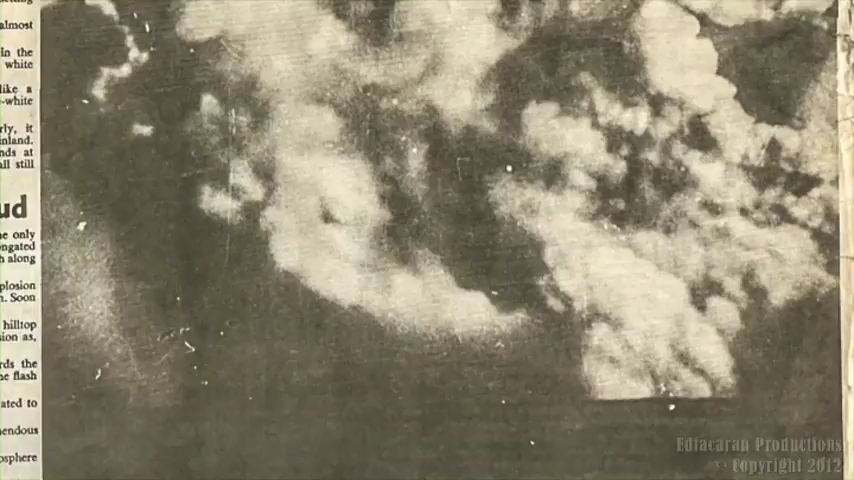 almost
in the
white
like a
-white
rly, it
inland.
nds at
all still
ud
e only
ongated
h along
plosion
n. Soon
hilltop
sion as,
rds the
he flash
ated to
nendous
osphere
Ediacaran Productions
Copyright 2012